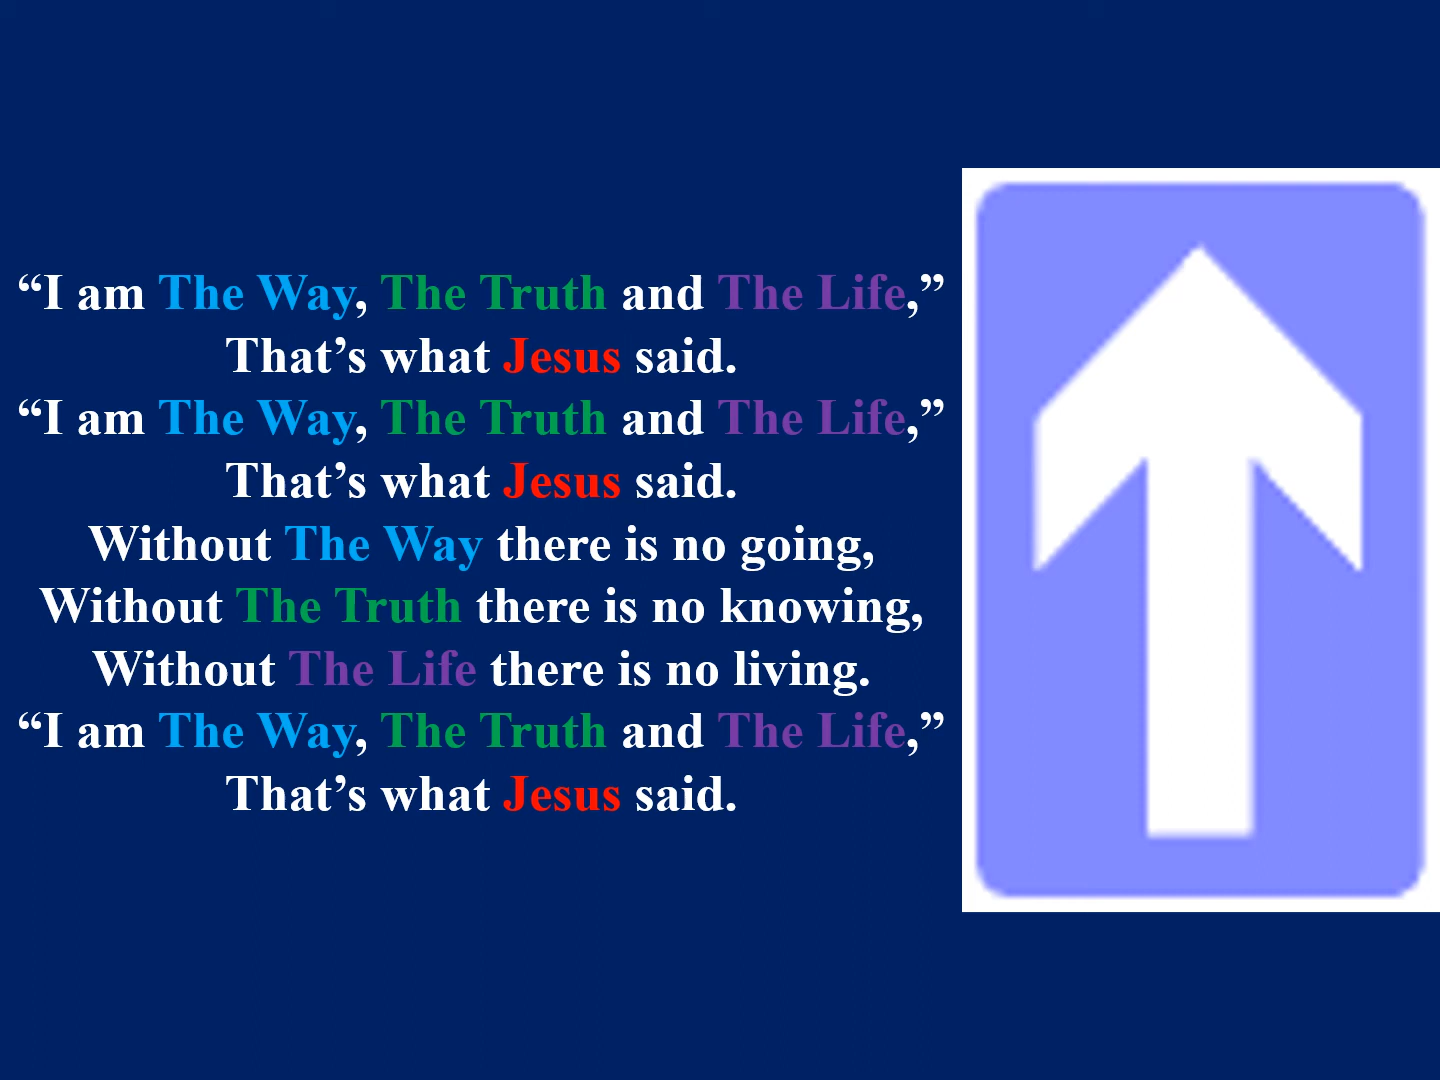 “I am The Way, The Truth and The Life,”
That’s what Jesus said.
“I am The Way, The Truth and The Life,”
That’s what Jesus said.
Without The Way there is no going,
Without The Truth there is no knowing,
Without The Life there is no living.
“I am The Way, The Truth and The Life,”
That’s what Jesus said.